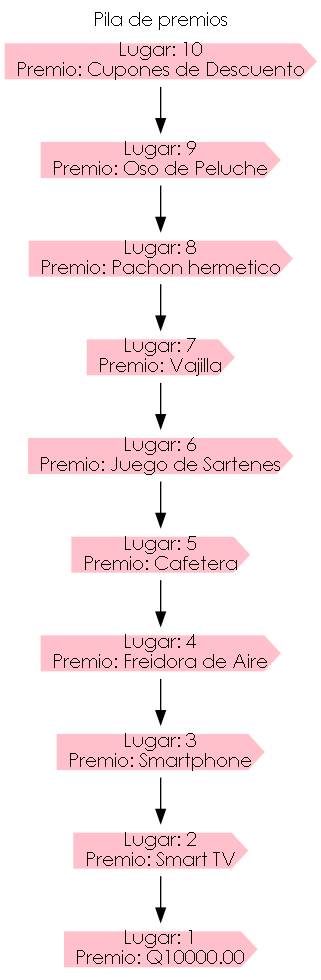 Pila de premios
Lugar: 10
Premio: Cupones de Descuento
Lugar: 9
Premio: Oso de Peluche
Lugar: 8
Premio: Pachon hermetico
Lugar: 7
Premio: Vajilla
Lugar: 6
Premio: Juego de Sartenes
Lugar: 5
Premio: Cafetera
Lugar: 4
Premio: Freidora de Aire
Lugar: 3
Premio: Smartphone
Lugar: 2
Premio: Smart TV
Lugar: 1
Premio: Q10000.00